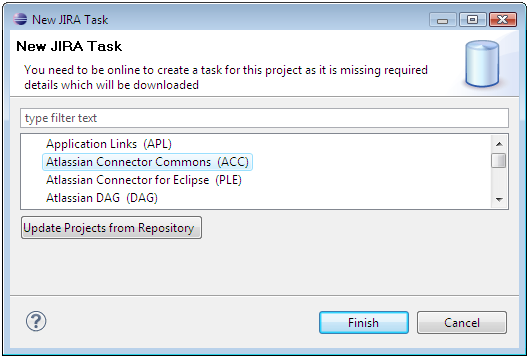 New JIRA Task
New JIRA Task
You need to be online to create a task for this project as it is missing required
details which will be downloaded
type filter text
Application Links (APL)
Atlassian Connector Commons (ACC)
Atlassian Connector for Eclipse (PLE)
Atlassian DAG (DAG)
Update Projects from Repository
?
Finish
Cancel